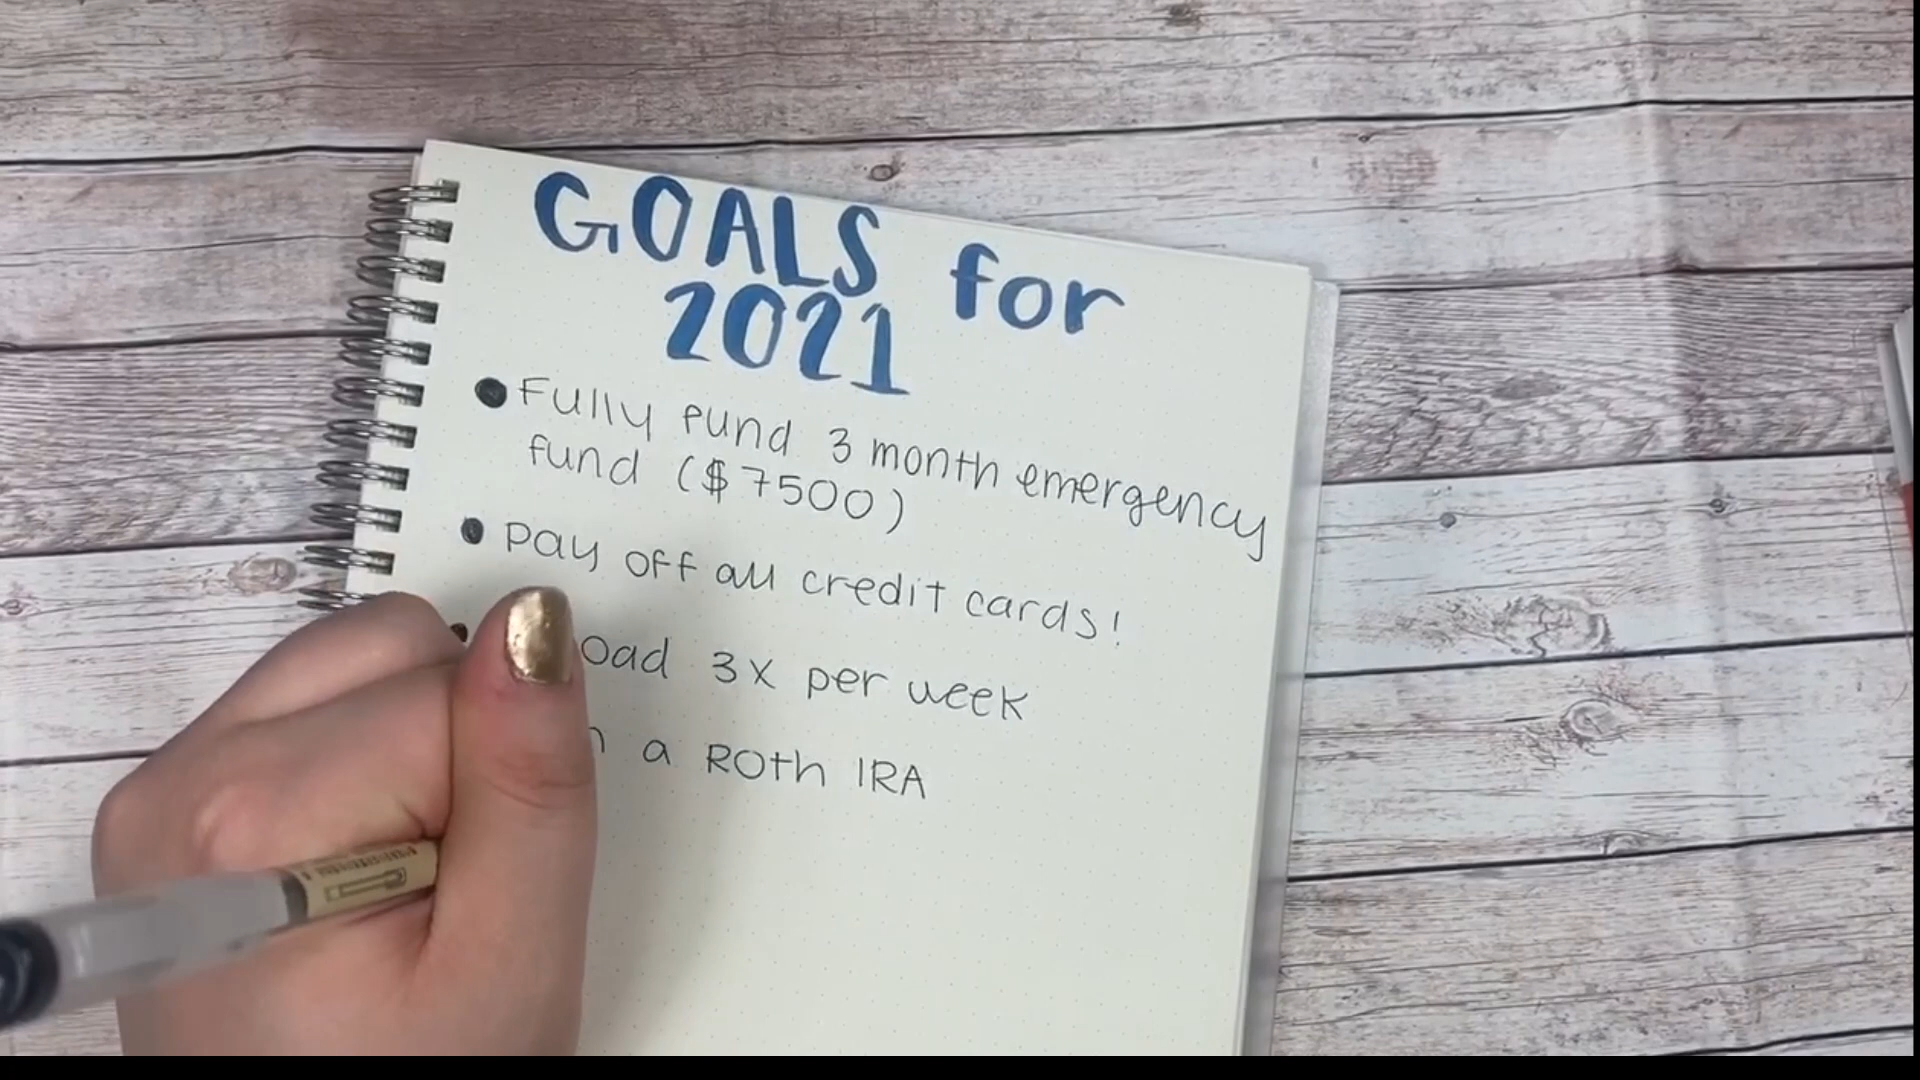 GOALS for
2021
Fully Fund 3 month emergency
fund ($7500)
Pay off all credit cards!
3x per week
a Roth IRA